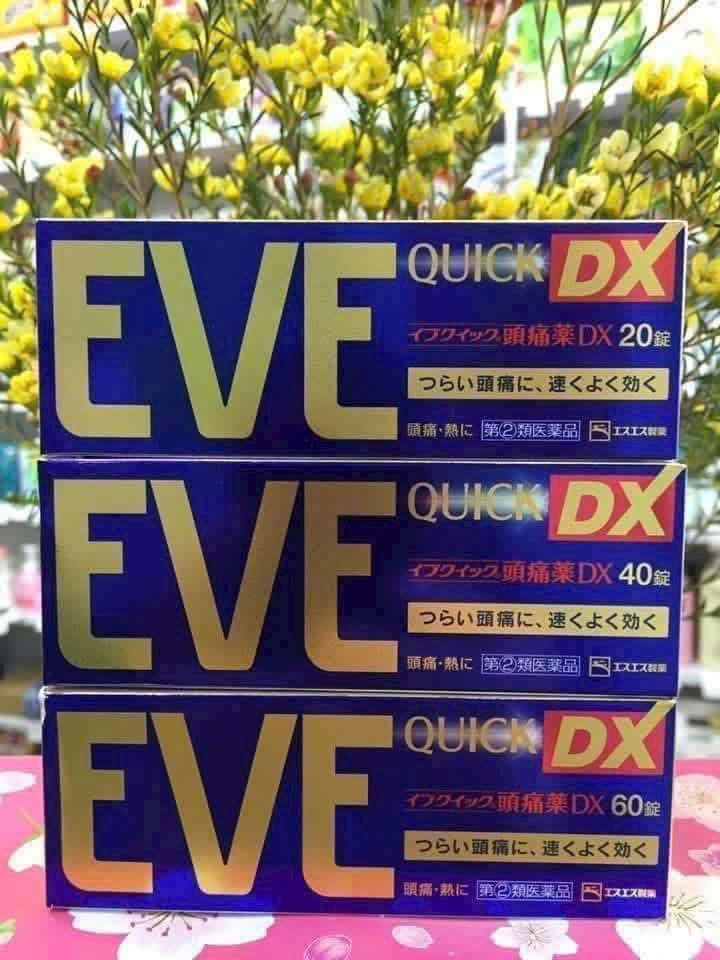 EVE
QUICK DX
イブクイック頭痛薬DX 20錠
つらい頭痛に、速くよく効く
頭痛・熱に 指定第②類医薬品 エスエス製薬
EVE
QUICK DX
イブクイック頭痛薬DX 40錠
つらい頭痛に、速くよく効く
頭痛・熱に 第②類医薬品 エスエス製薬
EVE
QUICK DX
イブクイック頭痛薬DX 60錠
つらい頭痛に、速くよく効く
頭痛・熱に 第②類医薬品 エスエス製薬